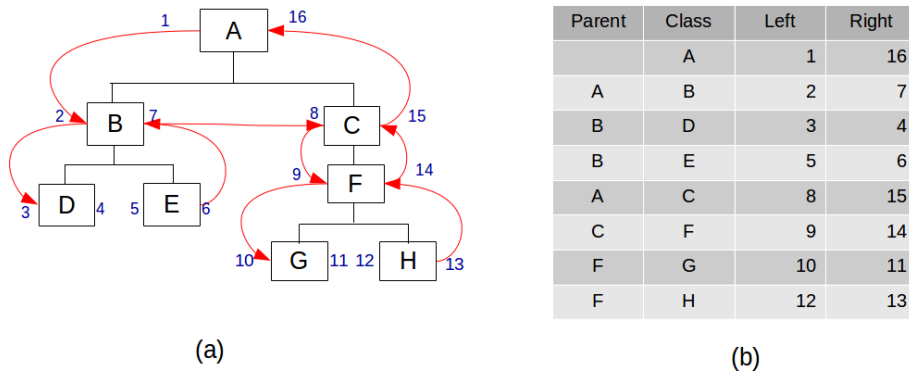 1 A 16
2 B 7 8 C 15
3 D 4 5 E 6 9 F 14
10 G 11 12 H 13
(a)
Parent Class Left Right
A 1 16
A B 2 7
B D 3 4
B E 5 6
A C 8 15
C F 9 14
F G 10 11
F H 12 13
(b)